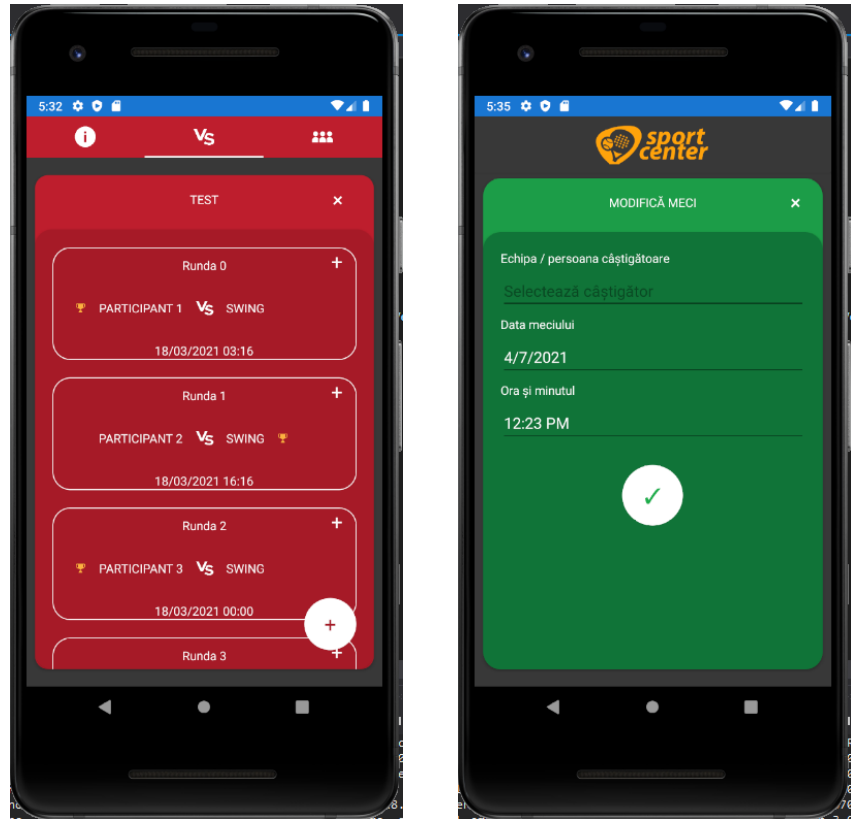 5:32
i
Vs
TEST
×
Runda 0
+
PARTICIPANT 1 Vs SWING
18/03/2021 03:16
Runda 1
+
PARTICIPANT 2 Vs SWING
18/03/2021 16:16
Runda 2
+
PARTICIPANT 3 Vs SWING
18/03/2021 00:00
+
Runda 3
+
5:35
sport
center
MODIFICĂ MECI
×
Echipa / persoana câștigătoare
Selectează câștigător
Data meciului
4/7/2021
Ora și minutul
12:23 PM
✓